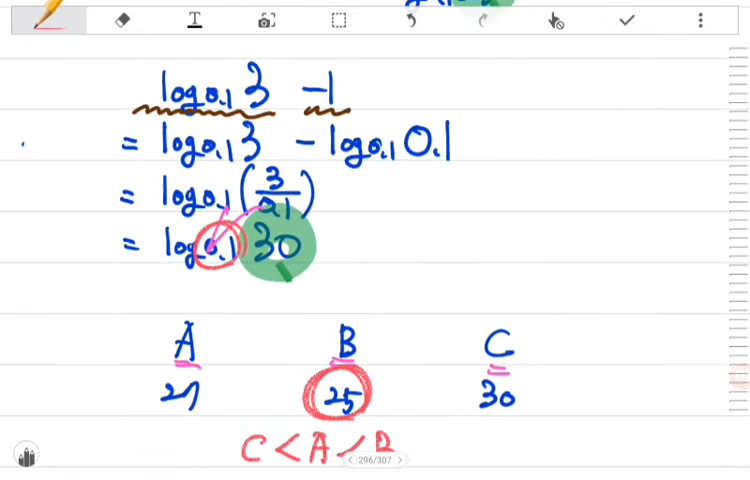 T
log₀.₁ 3 -1
= log₀.₁ 3 - log₀.₁ 0.1
= log₀.₁ (3/0.1)
= log₀.₁ 30
A B C
27 25 30
C < A < B
296/307